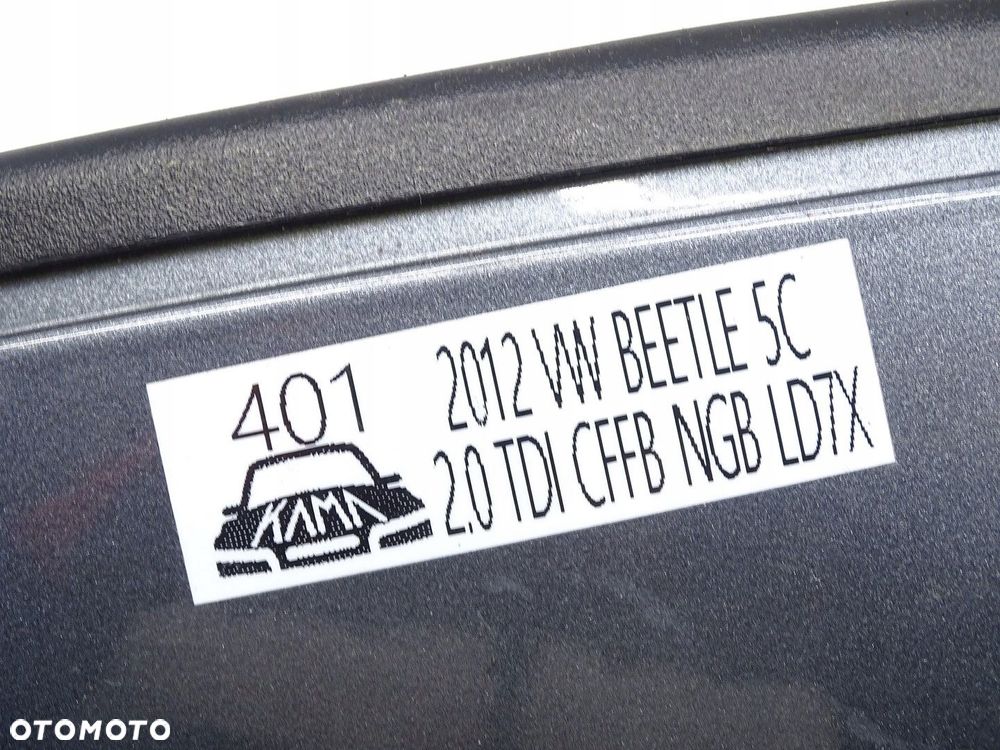 401
KAMA
2012 VW BEETLE 5C
2.0 TDI CFFB NGB LD7X
OTOMOTO